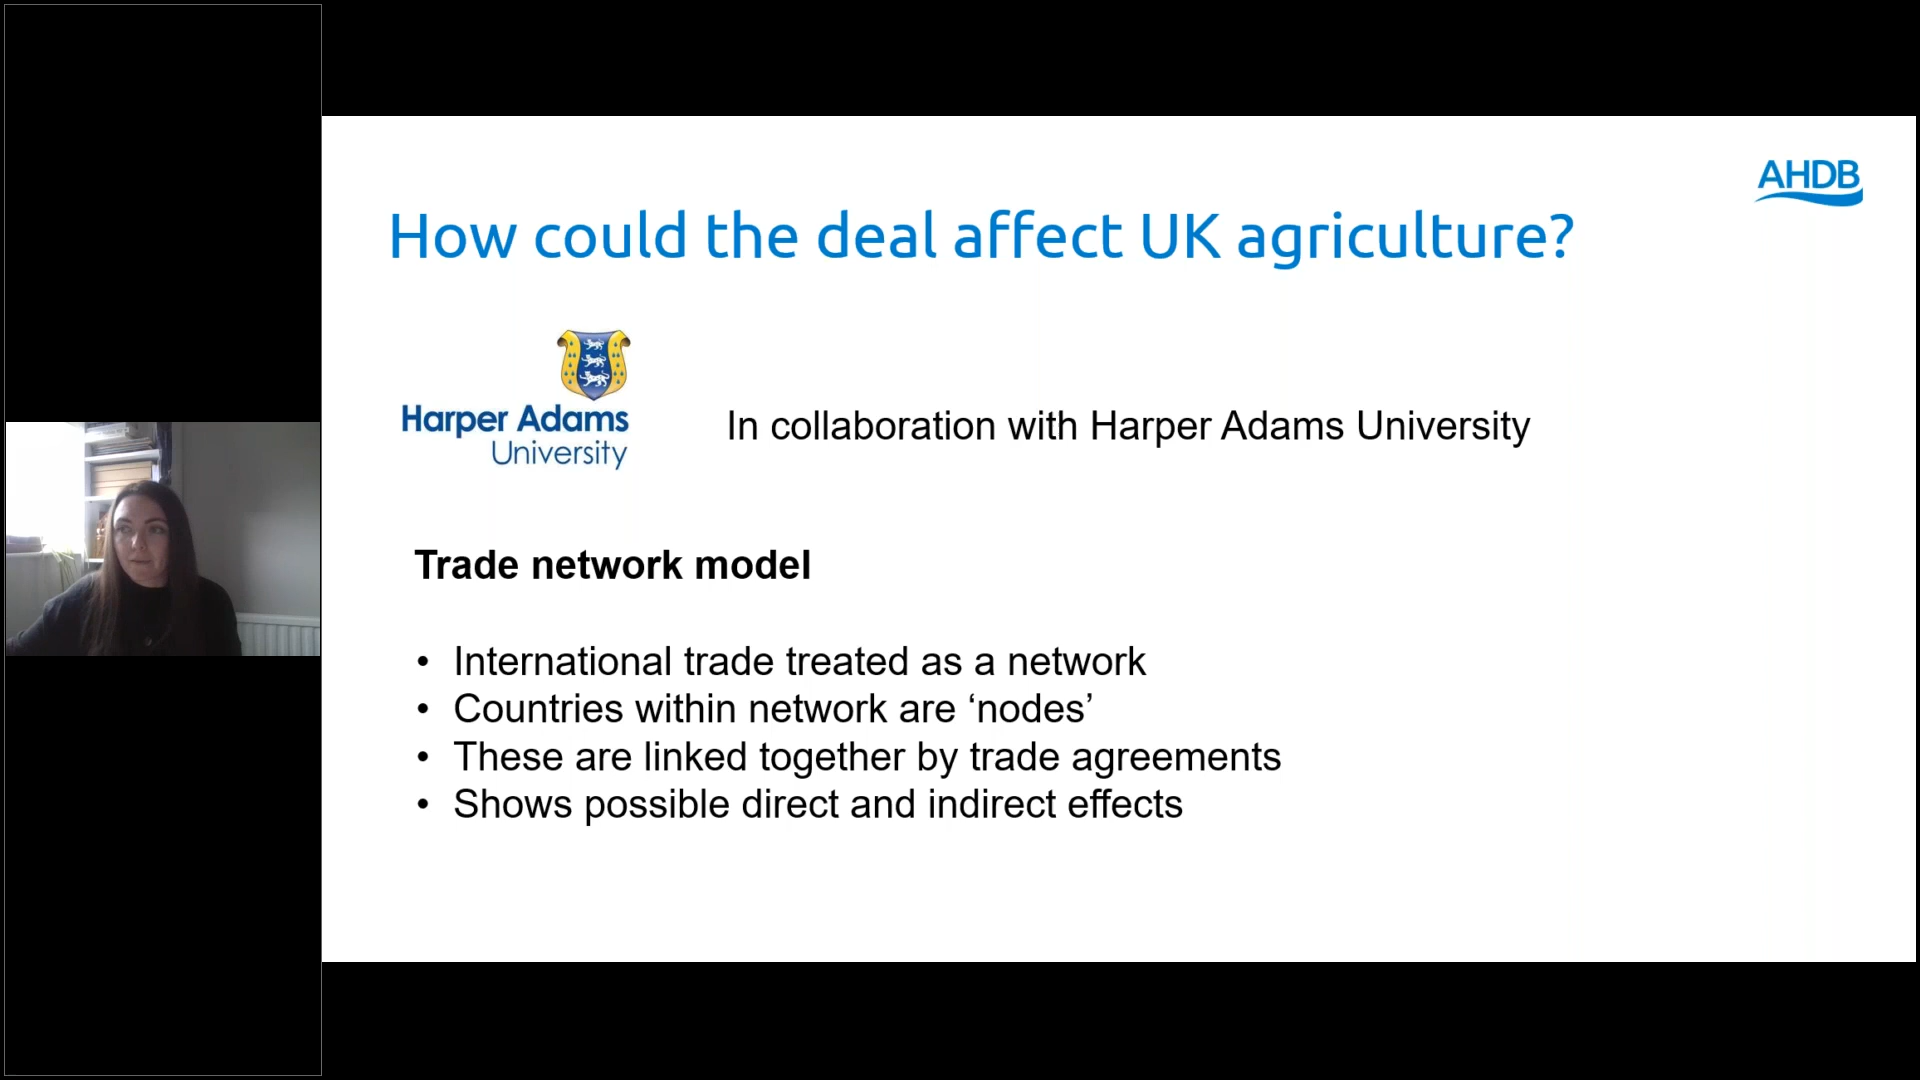 AHDB
How could the deal affect UK agriculture?
Harper Adams
University
In collaboration with Harper Adams University
Trade network model
• International trade treated as a network
• Countries within network are ‘nodes’
• These are linked together by trade agreements
• Shows possible direct and indirect effects